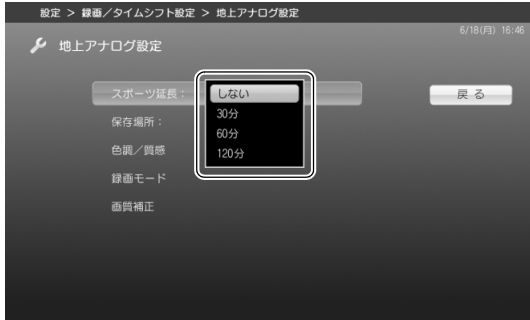 設定 > 録画/タイムシフト設定 > 地上アナログ設定
6/18(月) 16:46
地上アナログ設定
スポーツ延長:
しない
戻る
30分
保存場所:
60分
色調/質感
120分
録画モード
画質補正